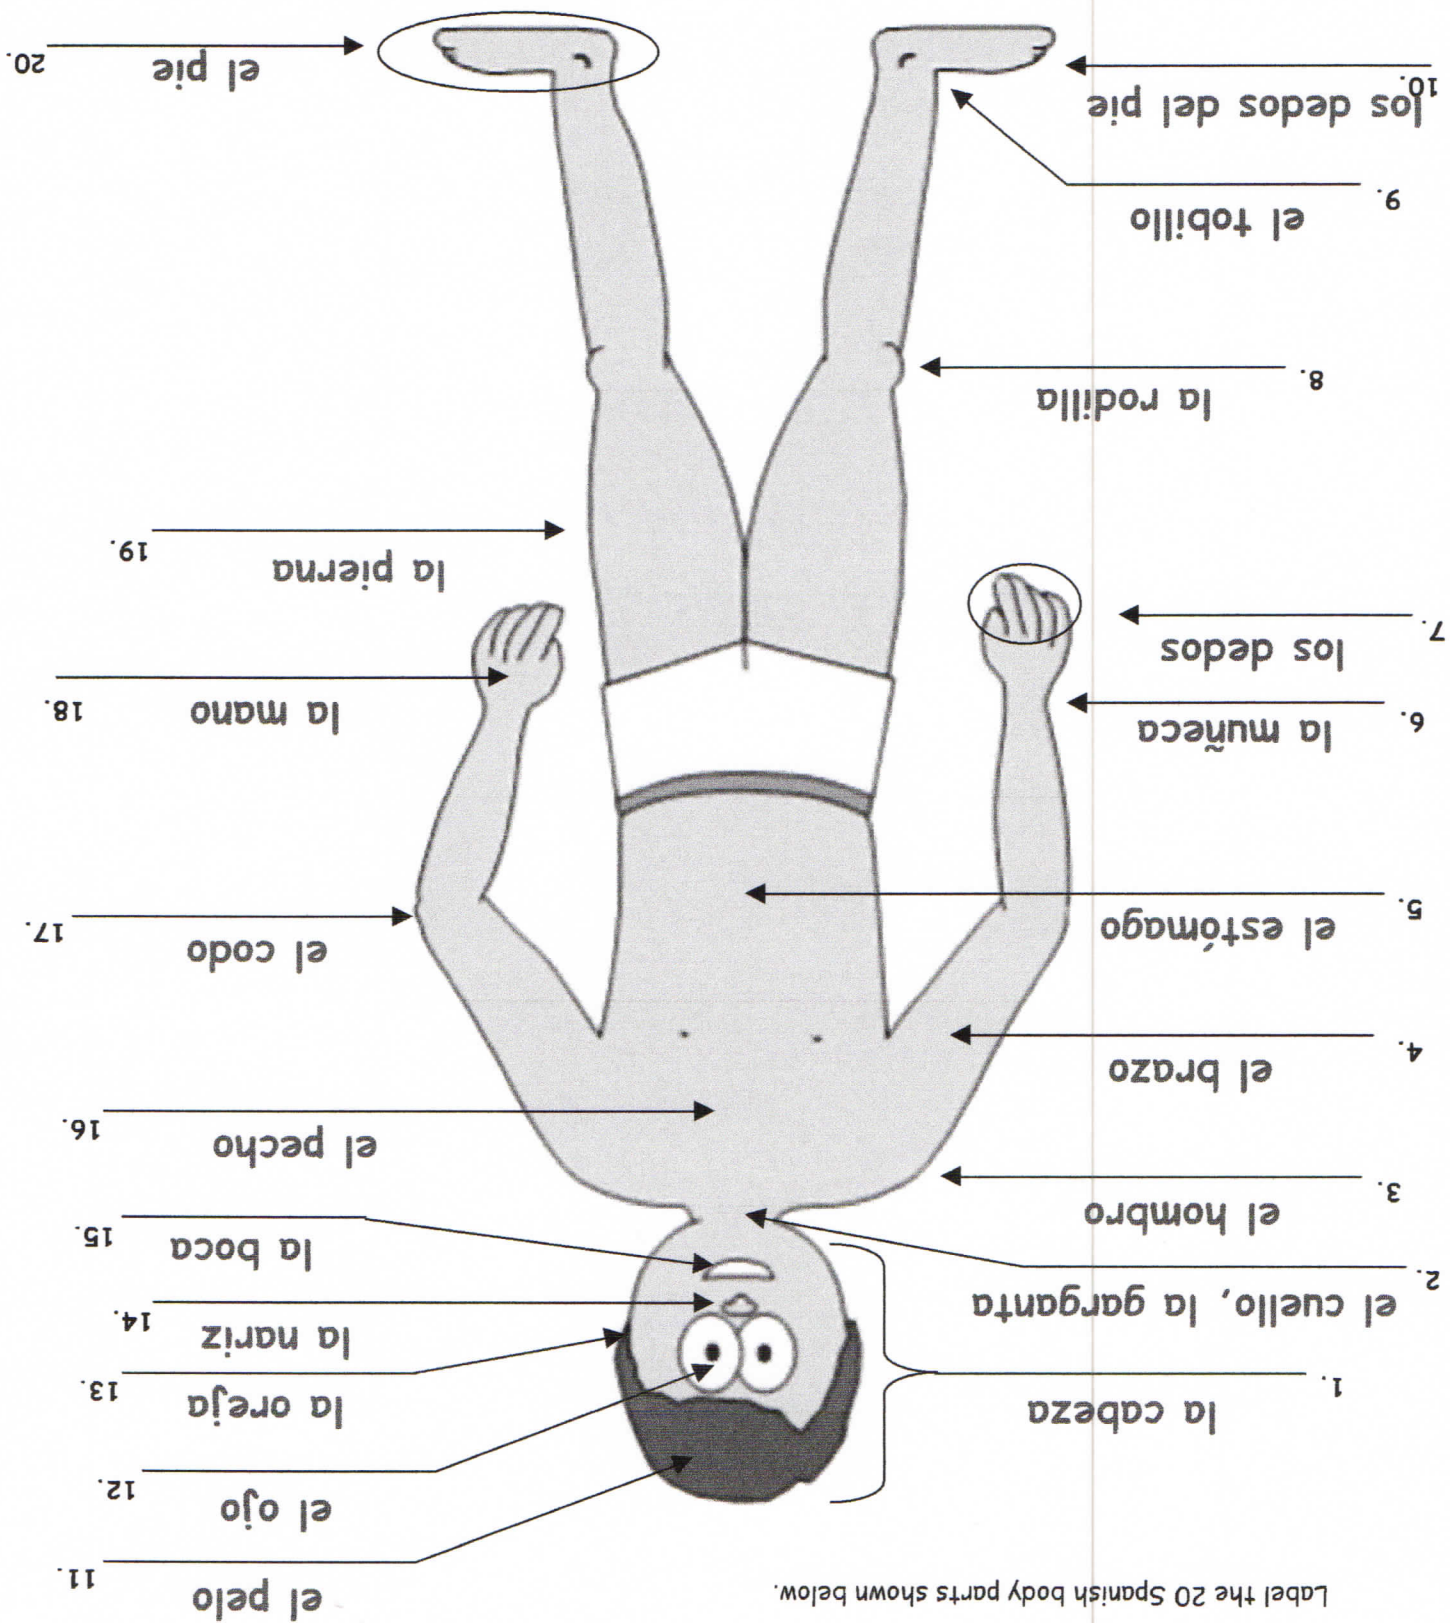 Label the 20 Spanish body parts shown below.
1. la cabeza
2. el cuello, la garganta
3. el hombro
4. el brazo
5. el estómago
6. la muñeca
7. los dedos
8. la rodilla
9. el tobillo
10. los dedos del pie
11. el pelo
12. el ojo
13. la oreja
14. la nariz
15. la boca
16. el pecho
17. el codo
18. la mano
19. la pierna
20. el pie